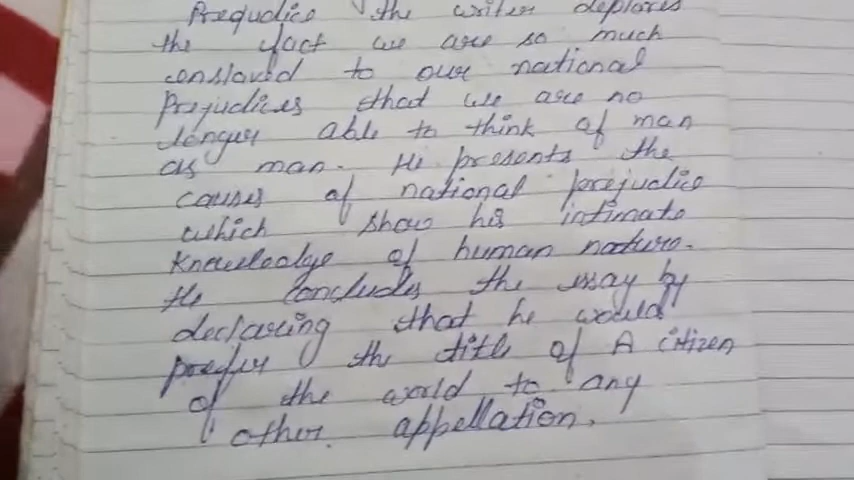 Prequdice the writer deplores
the fact we are so much
enslaved to our national
Prejudices that we are no
longer able to think of man
as man. He presents the
causes of national prejudice
which show his intimate
knowledge of human nature.
He concludes the essay by
declaring that he would
prefer the title of A citizen
of the world to any
other appellation.